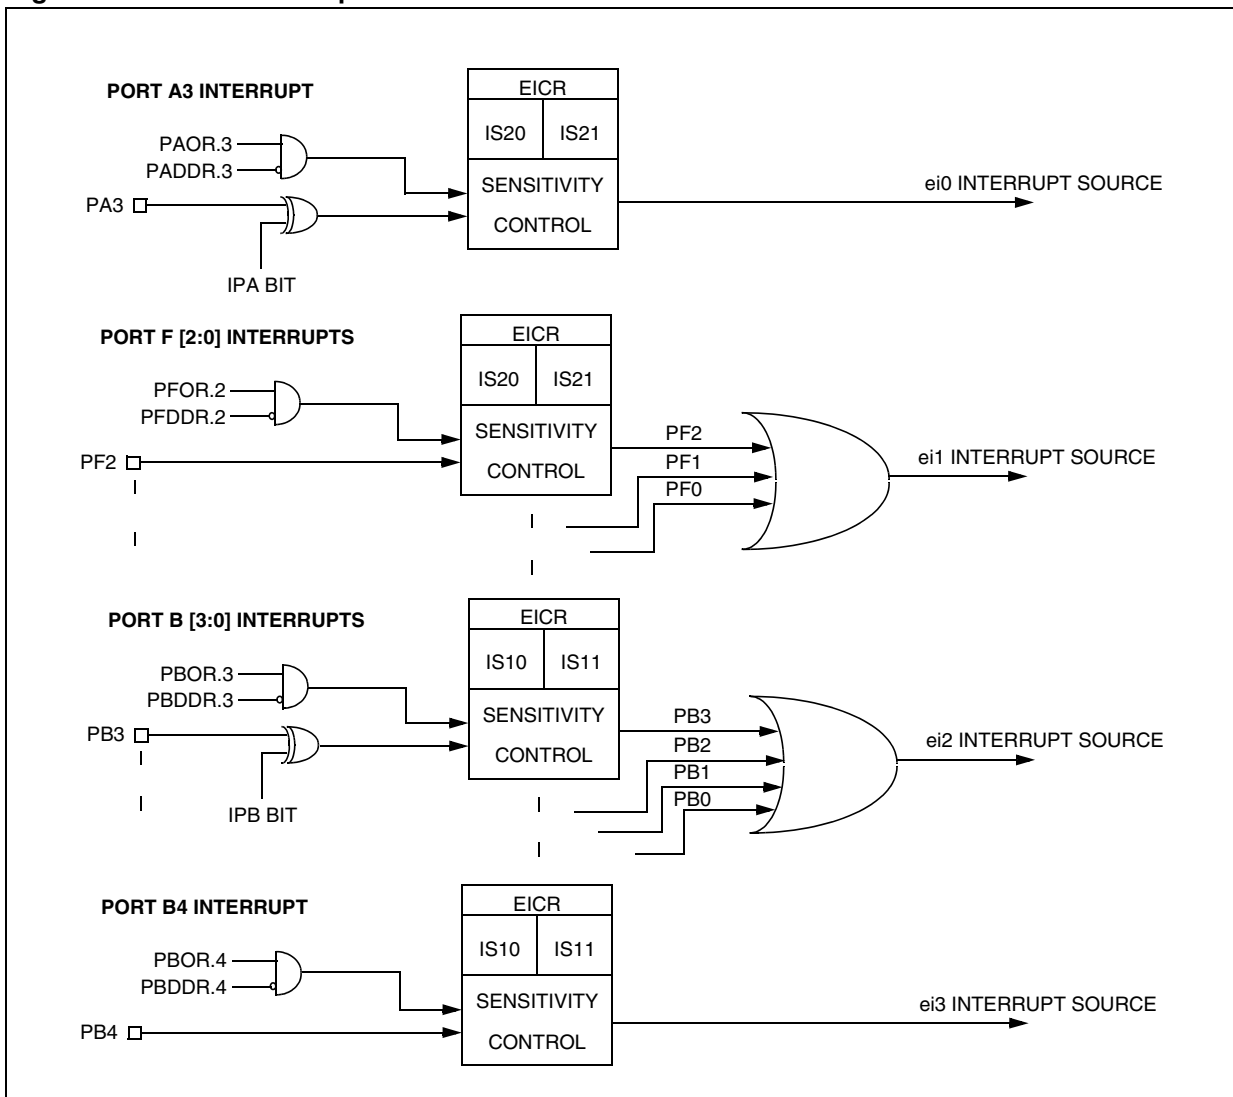 PORT A3 INTERRUPT
EICR
IS20 IS21
PAOR.3
PADDR.3
SENSITIVITY
CONTROL
PA3
IPA BIT
ei0 INTERRUPT SOURCE
PORT F [2:0] INTERRUPTS
EICR
IS20 IS21
PFOR.2
PFDDR.2
SENSITIVITY
CONTROL
PF2
PF2
PF1
PF0
ei1 INTERRUPT SOURCE
PORT B [3:0] INTERRUPTS
EICR
IS10 IS11
PBOR.3
PBDDR.3
SENSITIVITY
CONTROL
PB3
IPB BIT
PB3
PB2
PB1
PB0
ei2 INTERRUPT SOURCE
PORT B4 INTERRUPT
EICR
IS10 IS11
PBOR.4
PBDDR.4
SENSITIVITY
CONTROL
PB4
ei3 INTERRUPT SOURCE